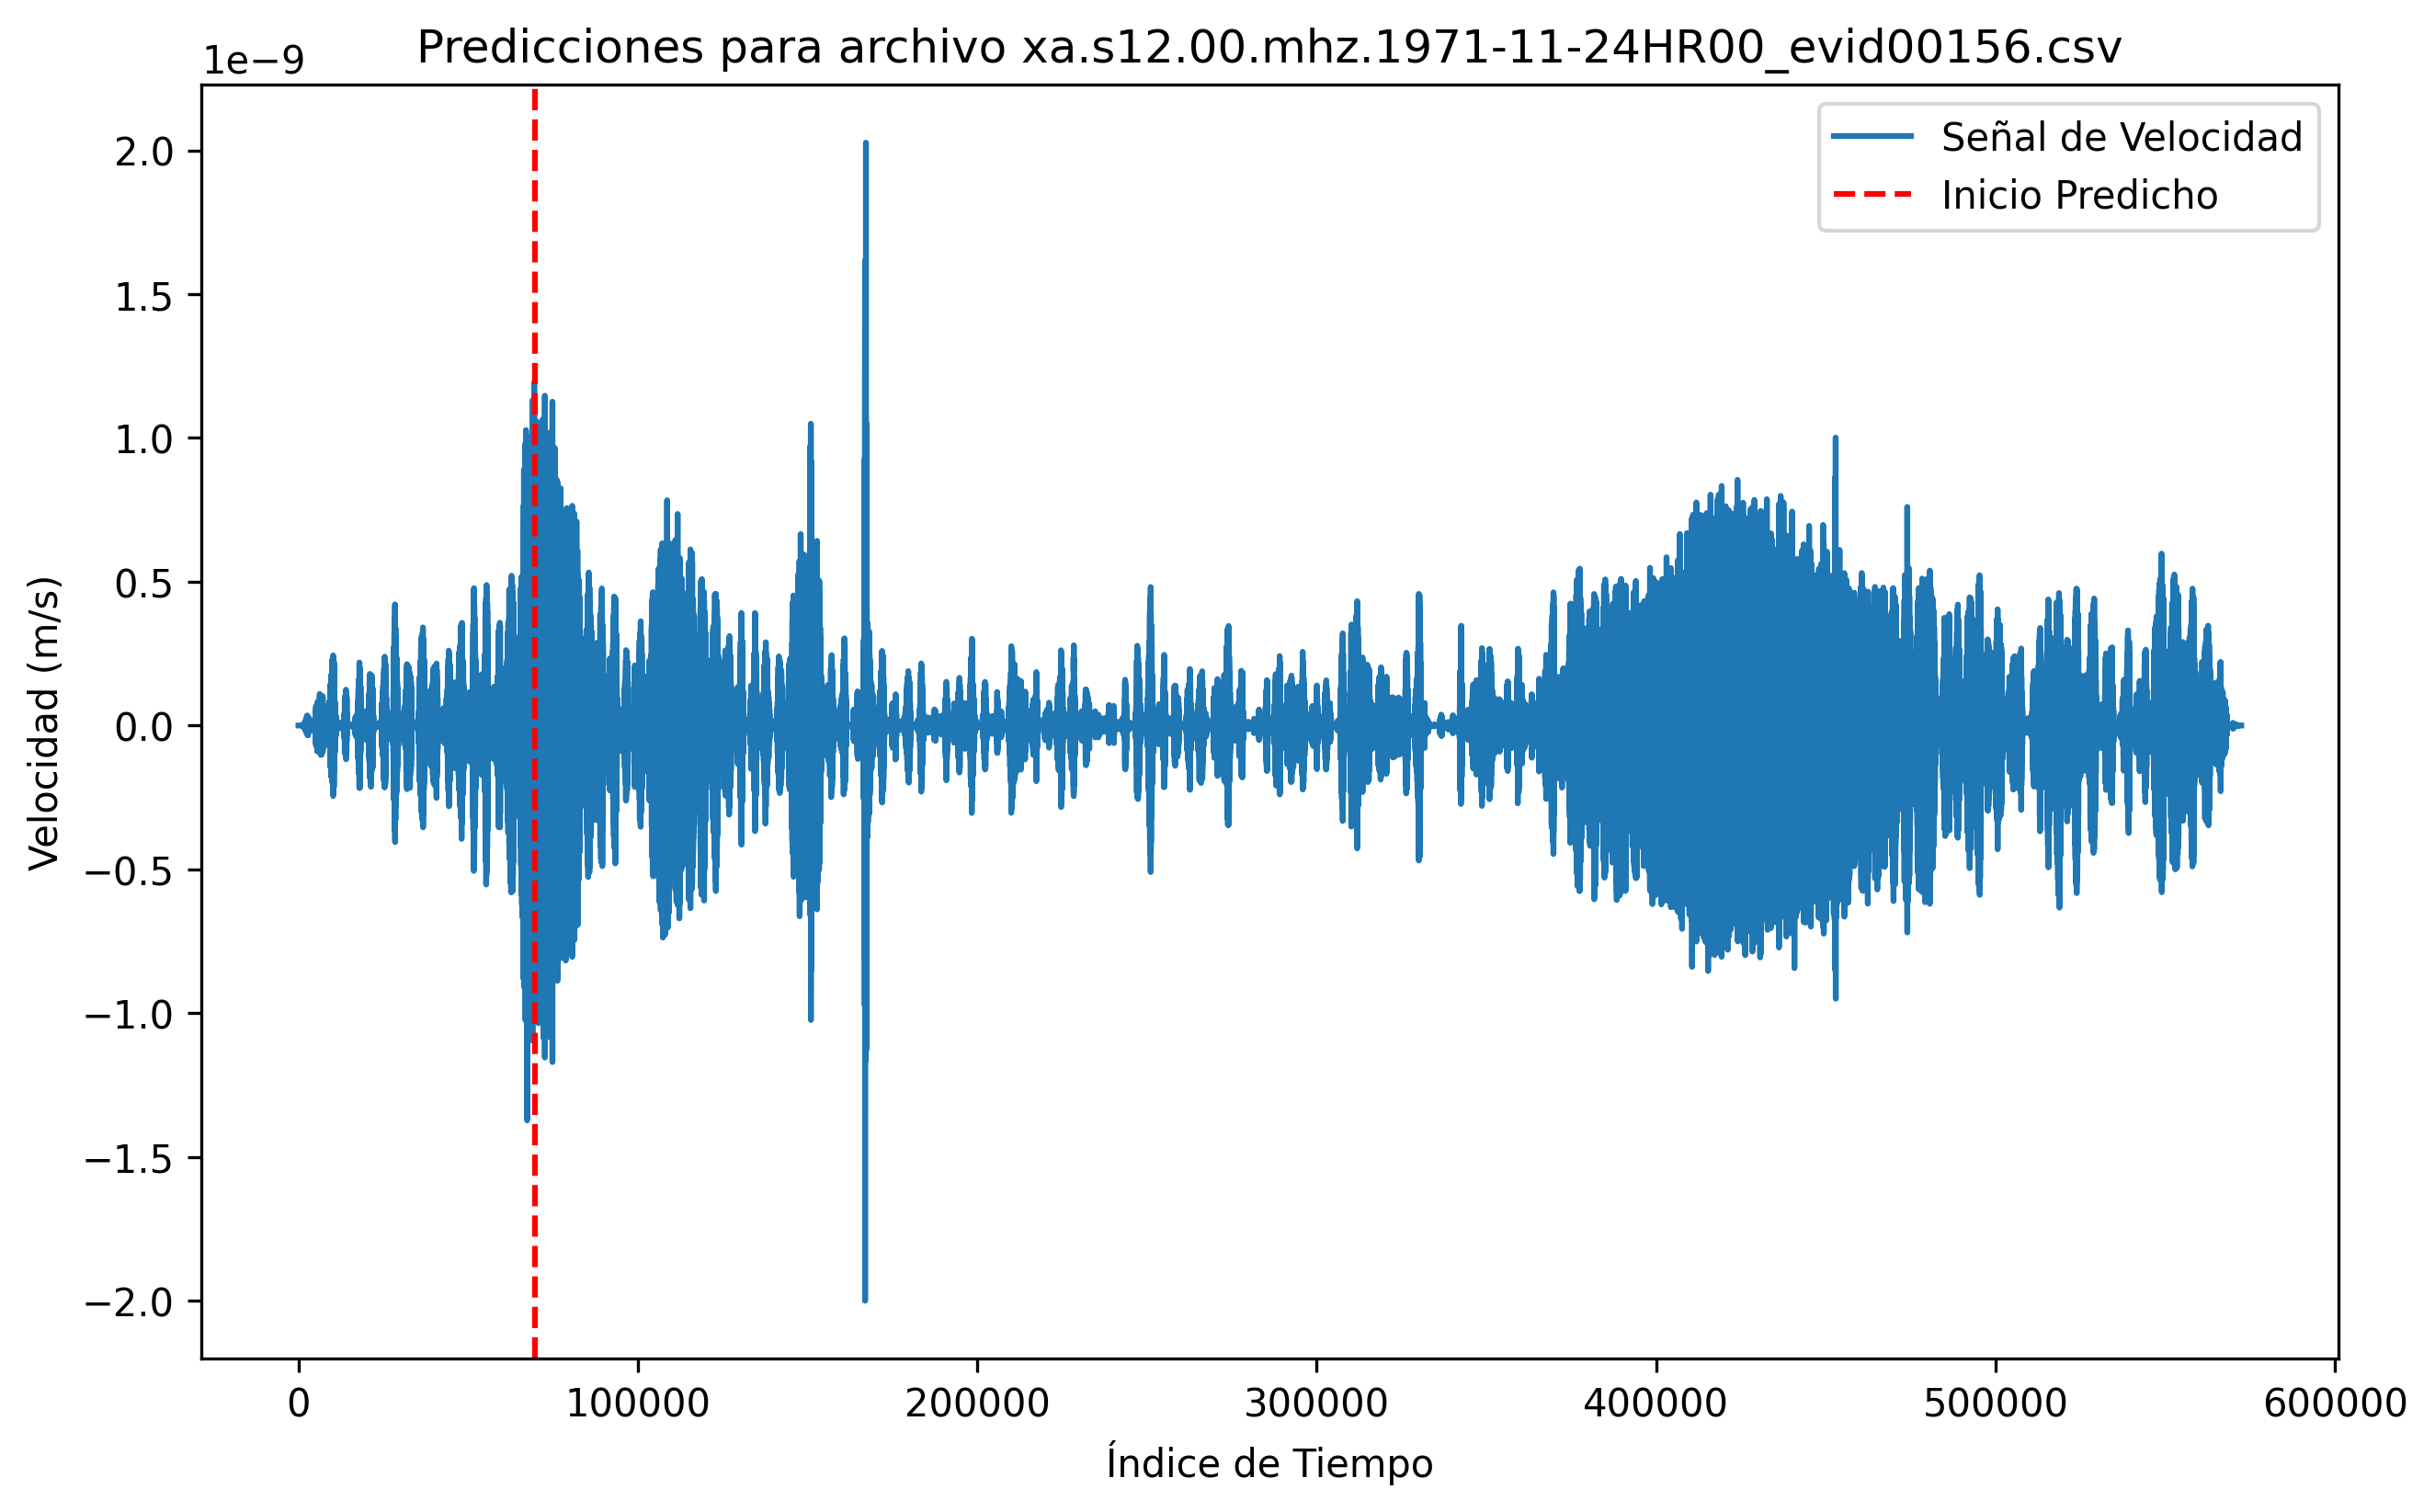 Predicciones para archivo xa.s12.00.mhz.1971-11-24HR00_evid00156.csv
1e−9
Señal de Velocidad
Inicio Predicho
2.0
1.5
1.0
0.5
0.0
−0.5
−1.0
−1.5
−2.0
Velocidad (m/s)
0 100000 200000 300000 400000 500000 600000
Índice de Tiempo